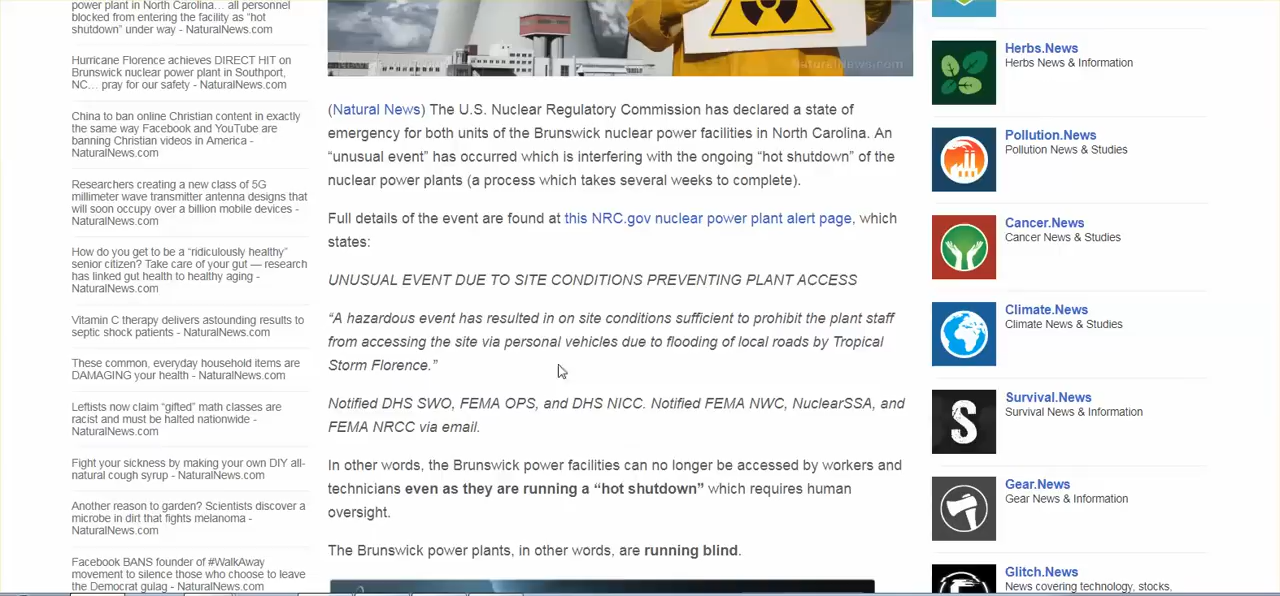 power plant in North Carolina... all personnel
blocked from entering the facility as “hot
shutdown” under way - NaturalNews.com
Hurricane Florence achieves DIRECT HIT on
Brunswick nuclear power plant in Southport,
NC... pray for our safety - NaturalNews.com
China to ban online Christian content in exactly
the same way Facebook and YouTube are
banning Christian videos in America -
NaturalNews.com
Researchers creating a new class of 5G
millimeter wave transmitter antenna designs that
will soon occupy over a billion mobile devices -
NaturalNews.com
How do you get to be a “ridiculously healthy”
senior citizen? Take care of your gut — research
has linked gut health to healthy aging -
NaturalNews.com
Vitamin C therapy delivers astounding results to
septic shock patients - NaturalNews.com
These common, everyday household items are
DAMAGING your health - NaturalNews.com
Leftists now claim “gifted” math classes are
racist and must be halted nationwide -
NaturalNews.com
Fight your sickness by making your own DIY all-
natural cough syrup - NaturalNews.com
Another reason to garden? Scientists discover a
microbe in dirt that fights melanoma -
NaturalNews.com
Facebook BANS founder of #WalkAway
movement to silence those who choose to leave
the Democrat gulag - NaturalNews.com
NaturalNews.com
(Natural News) The U.S. Nuclear Regulatory Commission has declared a state of
emergency for both units of the Brunswick nuclear power facilities in North Carolina. An
“unusual event” has occurred which is interfering with the ongoing “hot shutdown” of the
nuclear power plants (a process which takes several weeks to complete).
Full details of the event are found at this NRC.gov nuclear power plant alert page, which
states:
UNUSUAL EVENT DUE TO SITE CONDITIONS PREVENTING PLANT ACCESS
“A hazardous event has resulted in on site conditions sufficient to prohibit the plant staff
from accessing the site via personal vehicles due to flooding of local roads by Tropical
Storm Florence.”
Notified DHS SWO, FEMA OPS, and DHS NICC. Notified FEMA NWC, NuclearSSA, and
FEMA NRCC via email.
In other words, the Brunswick power facilities can no longer be accessed by workers and
technicians even as they are running a “hot shutdown” which requires human
oversight.
The Brunswick power plants, in other words, are running blind.
Herbs.News
Herbs News & Information
Pollution.News
Pollution News & Studies
Cancer.News
Cancer News & Studies
Climate.News
Climate News & Studies
S
Survival.News
Survival News & Information
Gear.News
Gear News & Information
Glitch.News
News covering technology, stocks,